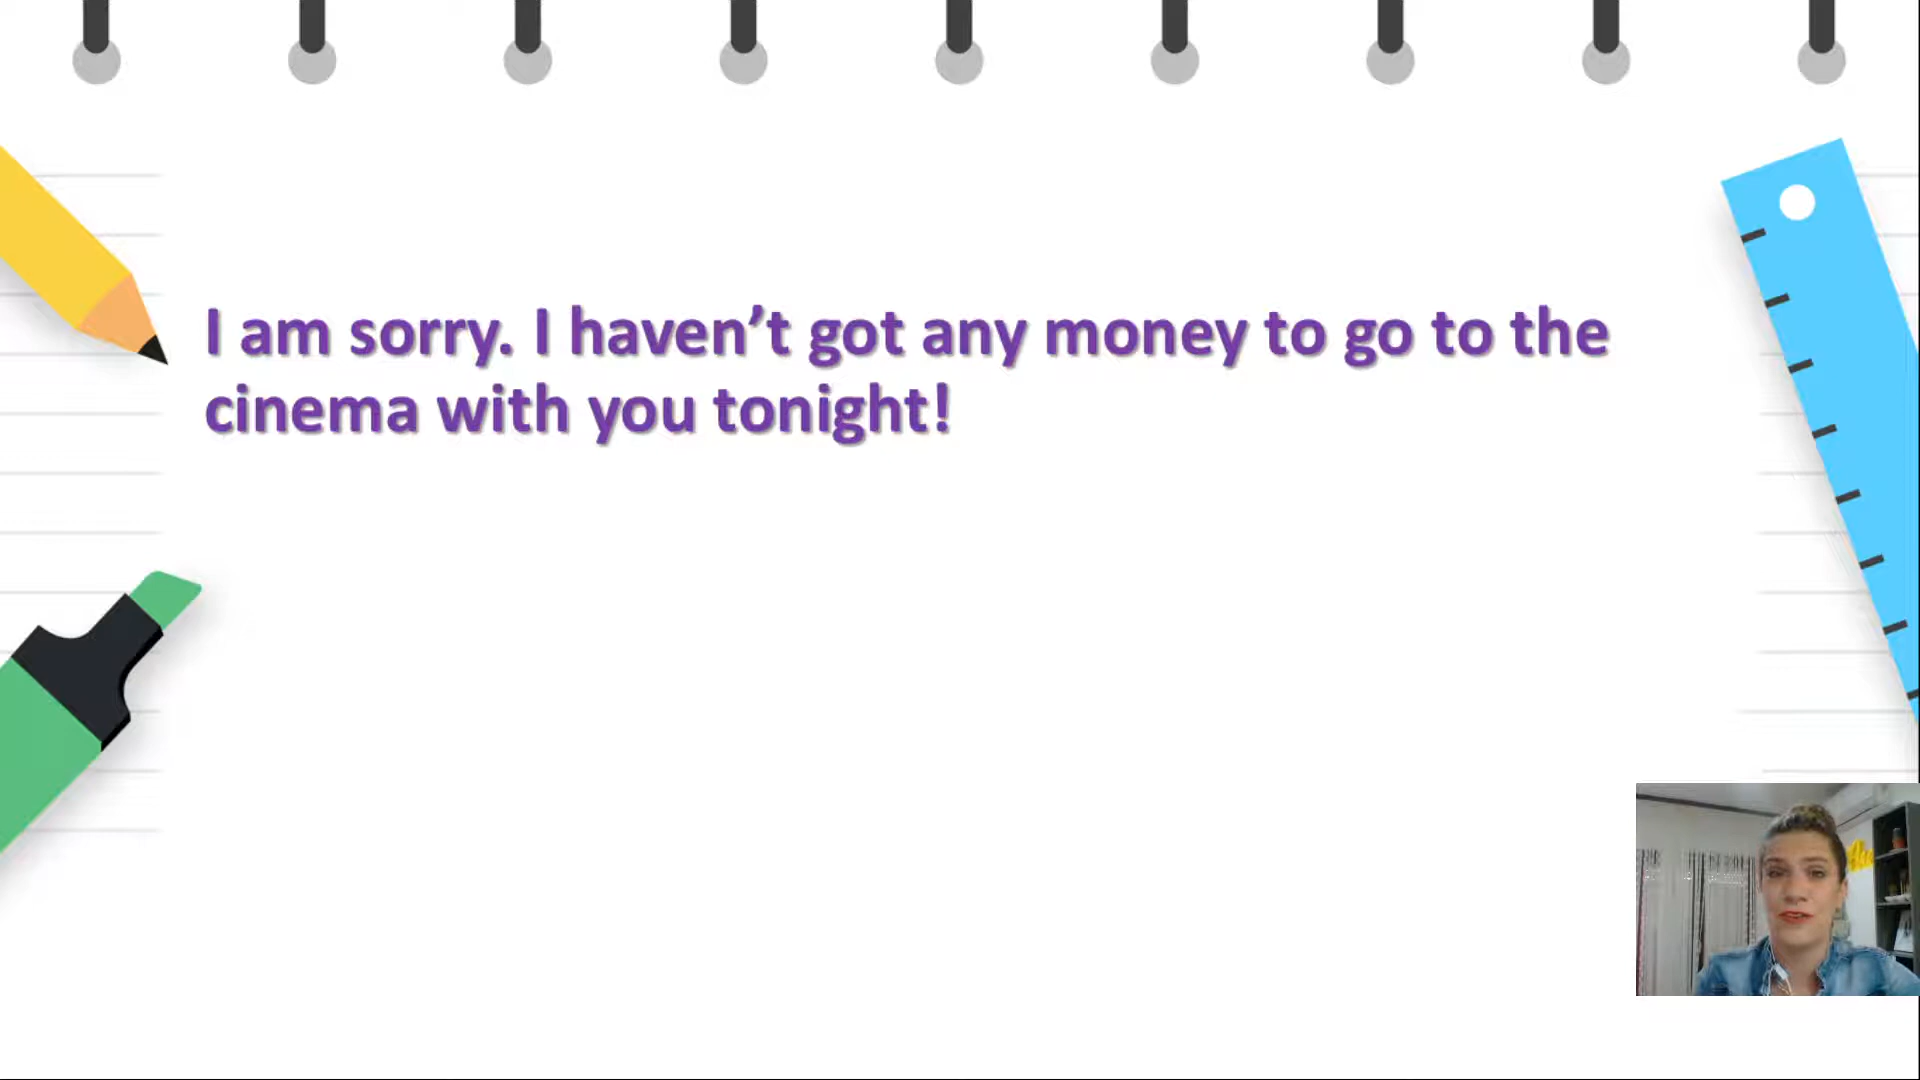 I am sorry. I haven’t got any money to go to the
cinema with you tonight!